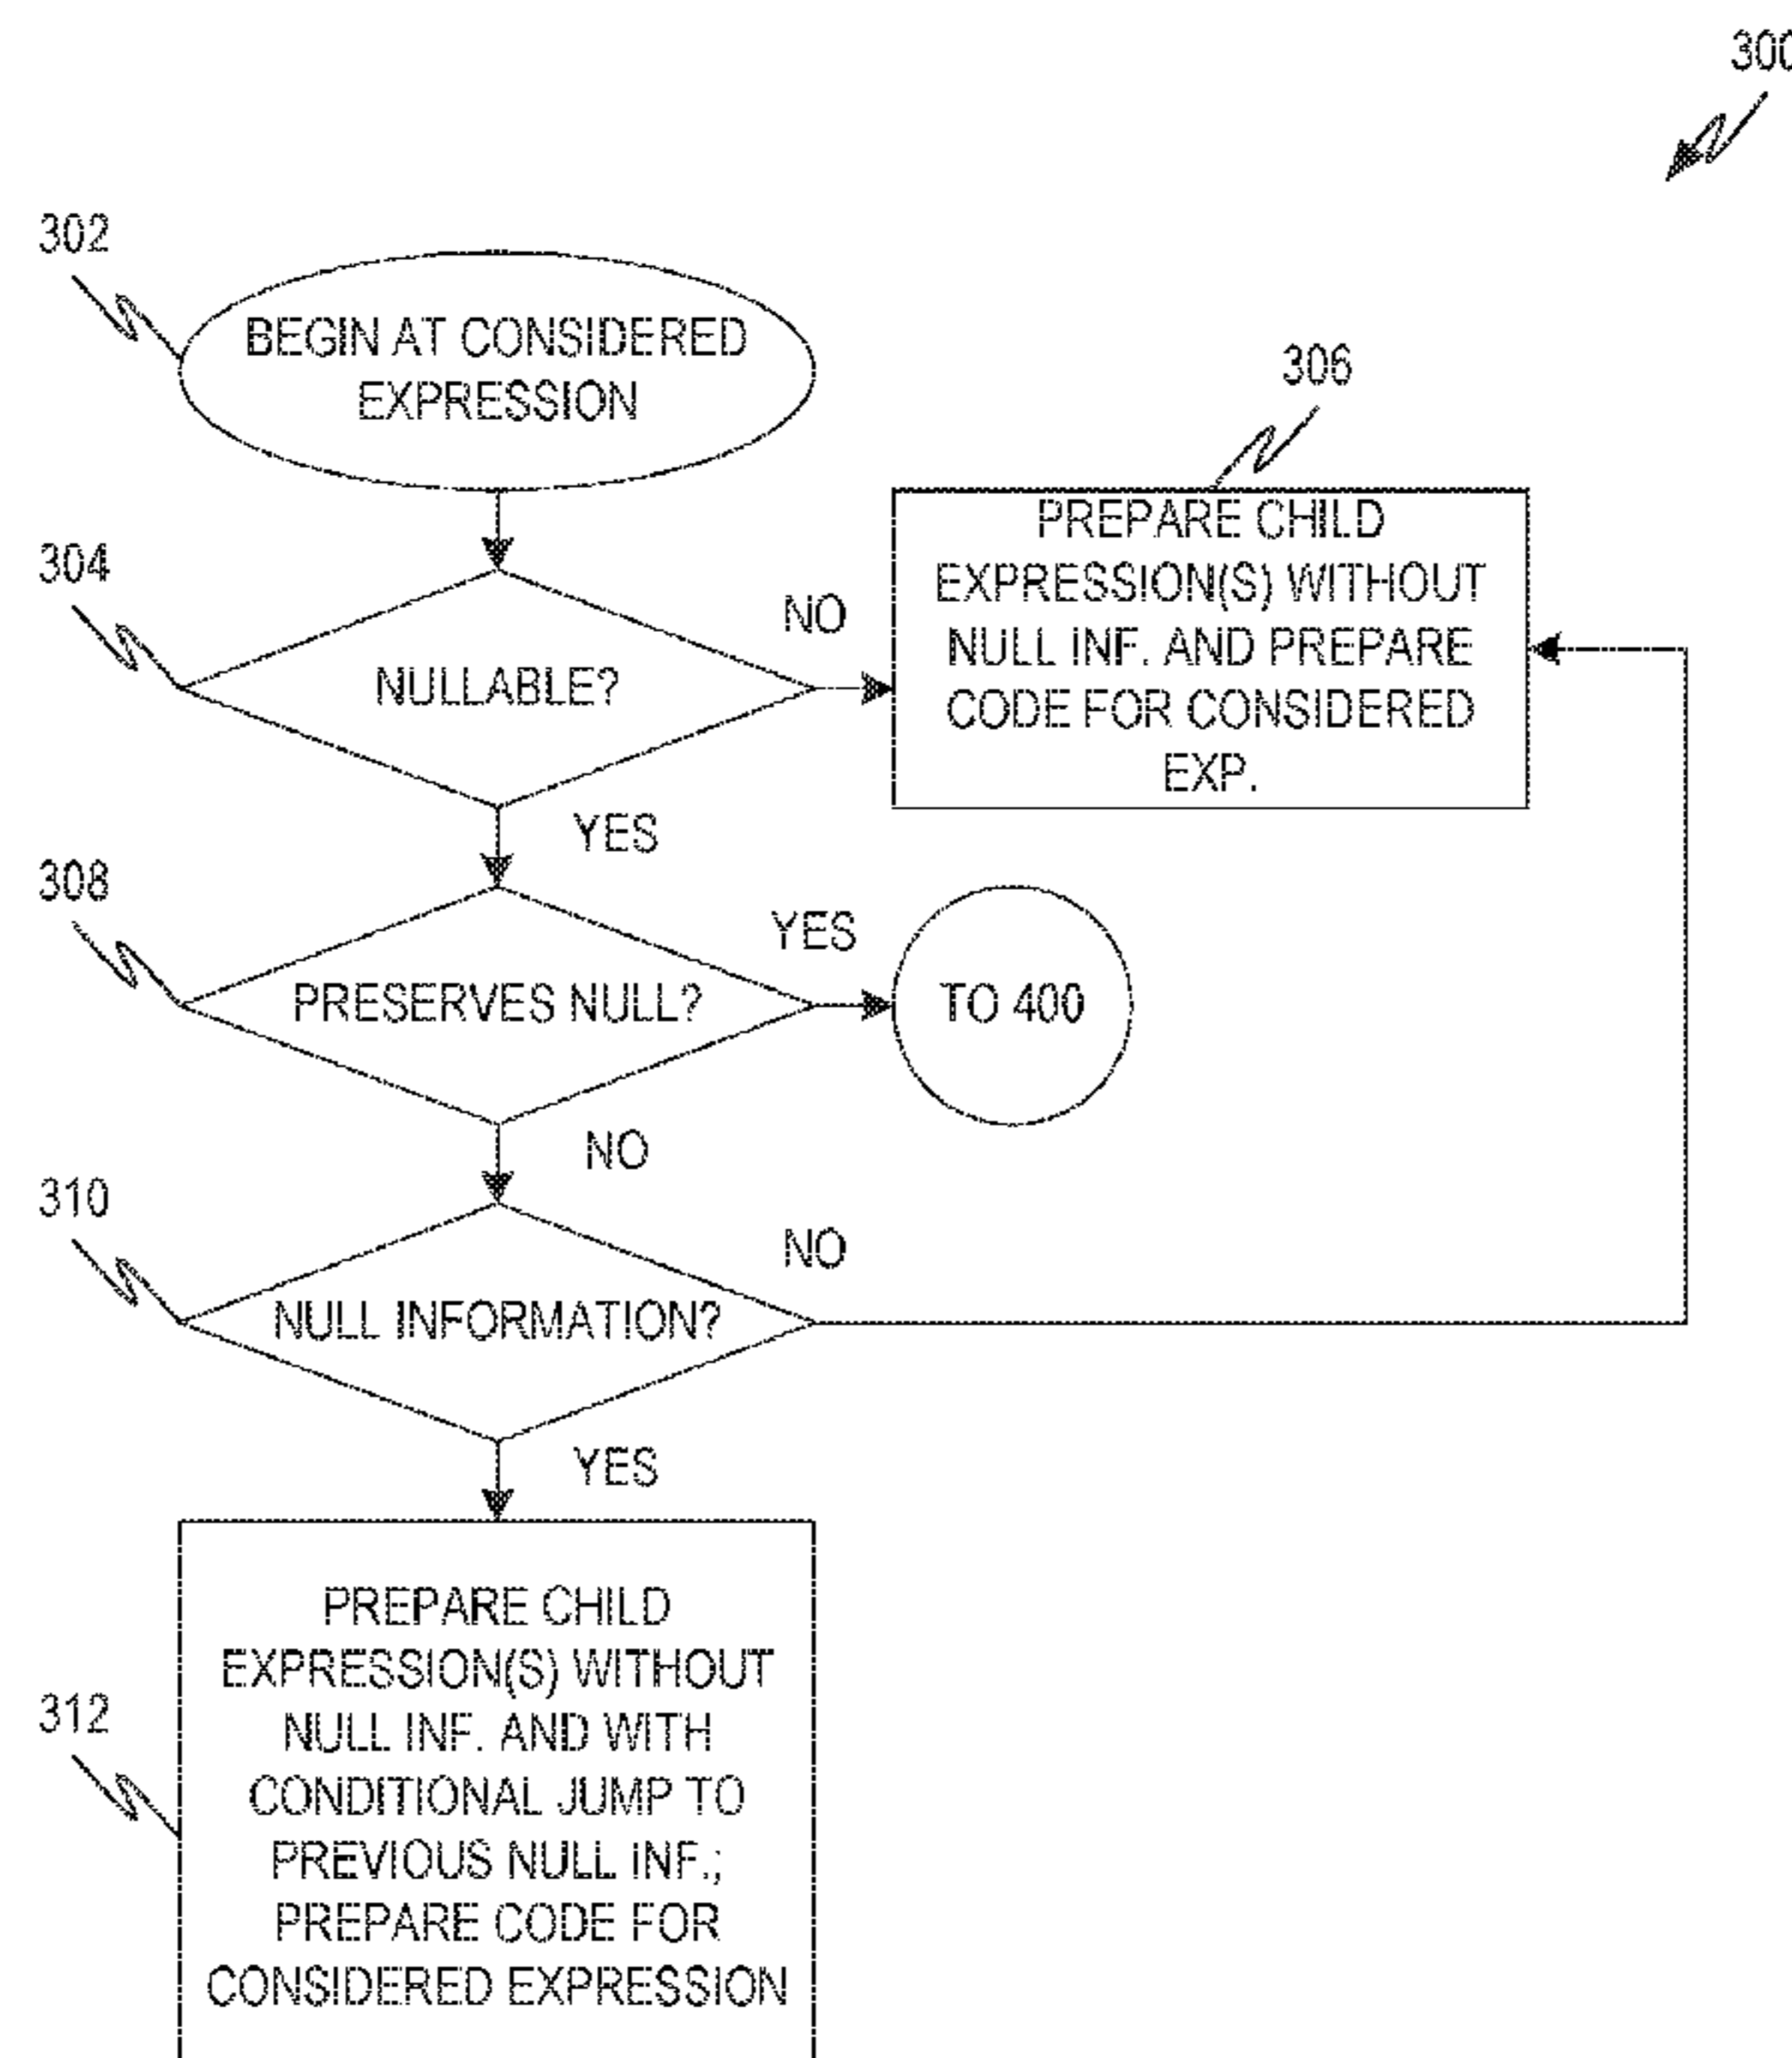 300
302
BEGIN AT CONSIDERED
EXPRESSION
306
PREPARE CHILD
EXPRESSION(S) WITHOUT
NULL INF. AND PREPARE
CODE FOR CONSIDERED
EXP.
304
NO
NULLABLE?
YES
308
YES
PRESERVES NULL?
TO 400
NO
310
NO
NULL INFORMATION?
YES
312
PREPARE CHILD
EXPRESSION(S) WITHOUT
NULL INF. AND WITH
CONDITIONAL JUMP TO
PREVIOUS NULL INF.;
PREPARE CODE FOR
CONSIDERED EXPRESSION